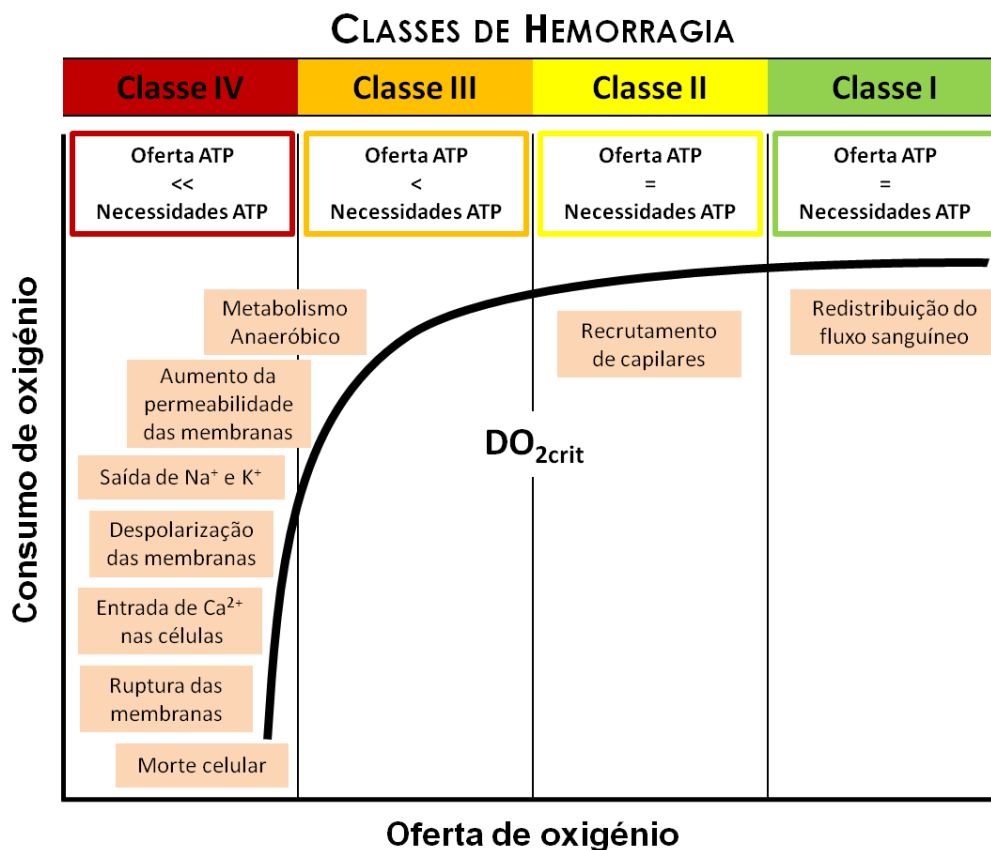 CLASSES DE HEMORRAGIA
Classe IV
Classe III
Classe II
Classe I
Oferta ATP
<<
Necessidades ATP
Oferta ATP
<
Necessidades ATP
Oferta ATP
=
Necessidades ATP
Oferta ATP
=
Necessidades ATP
Metabolismo
Anaeróbico
Recrutamento
de capilares
Redistribuição do
fluxo sanguíneo
Aumento da
permeabilidade
das membranas
DO₂crit
Saída de Na⁺ e K⁺
Despolarização
das membranas
Entrada de Ca²⁺
nas células
Ruptura das
membranas
Morte celular
Consumo de oxigénio
Oferta de oxigénio